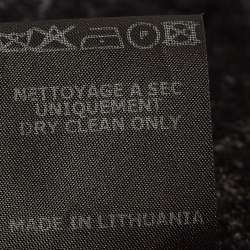 NETTOYAGE A SEC
UNIQUEMENT
DRY CLEAN ONLY
MADE IN LITHUANIA